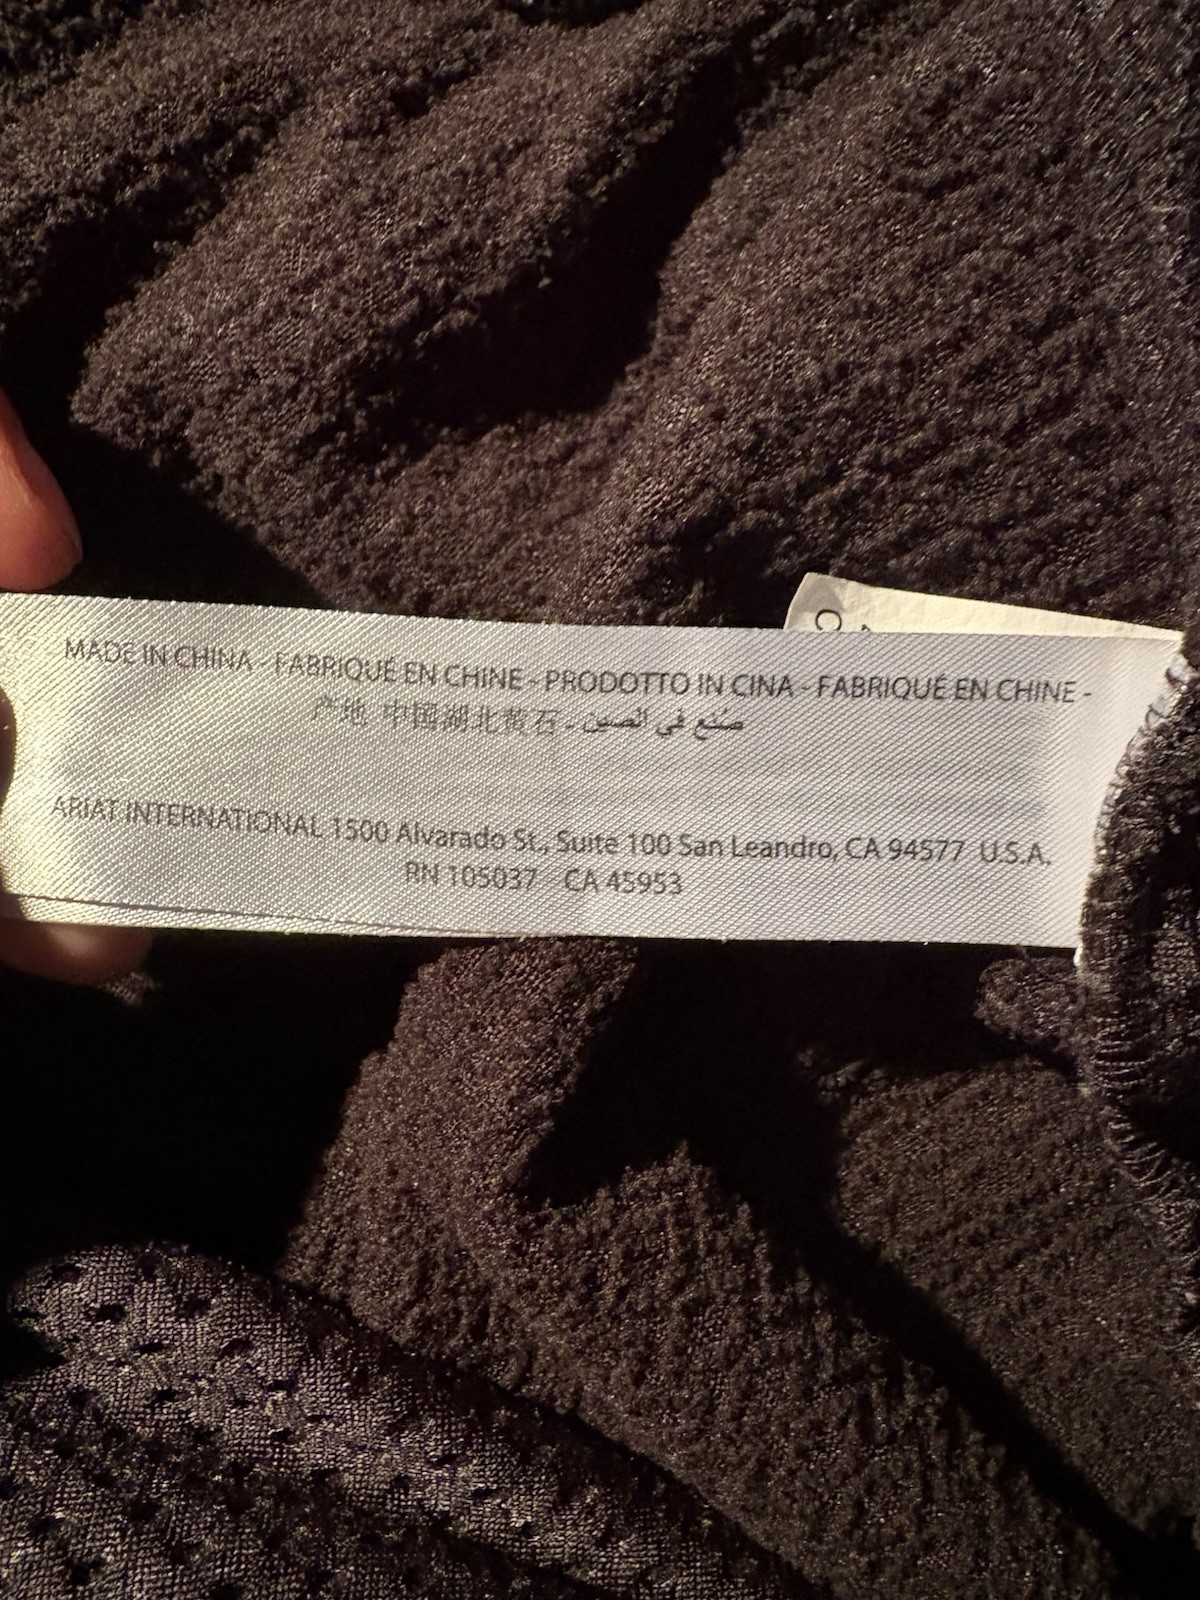 MADE IN CHINA - FABRIQUÉ EN CHINE - PRODOTTO IN CINA - FABRIQUÉ EN CHINE -
产地 中国湖北黄石 - صُنع في الصين
ARIAT INTERNATIONAL 1500 Alvarado St., Suite 100 San Leandro, CA 94577 U.S.A.
RN 105037 CA 45953